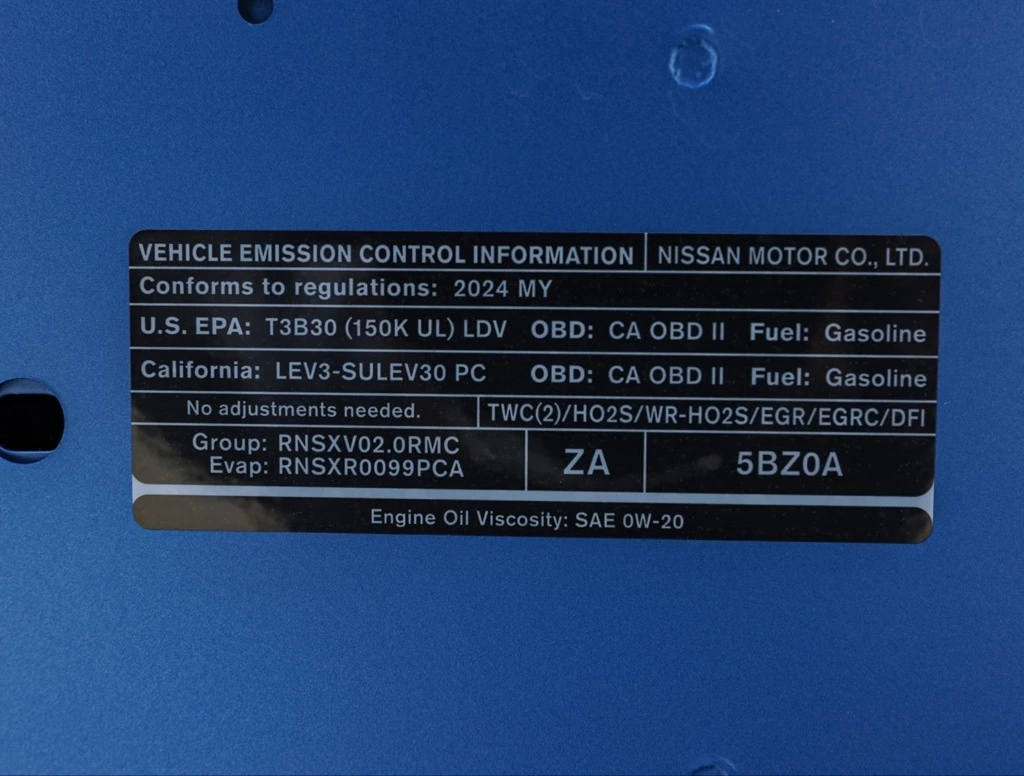 VEHICLE EMISSION CONTROL INFORMATION NISSAN MOTOR CO., LTD.
Conforms to regulations: 2024 MY
U.S. EPA: T3B30 (150K UL) LDV OBD: CA OBD II Fuel: Gasoline
California: LEV3-SULEV30 PC OBD: CA OBD II Fuel: Gasoline
No adjustments needed. TWC(2)/HO2S/WR-HO2S/EGR/EGRC/DFI
Group: RNSXV02.0RMC
Evap: RNSXR0099PCA
ZA
5BZ0A
Engine Oil Viscosity: SAE 0W-20